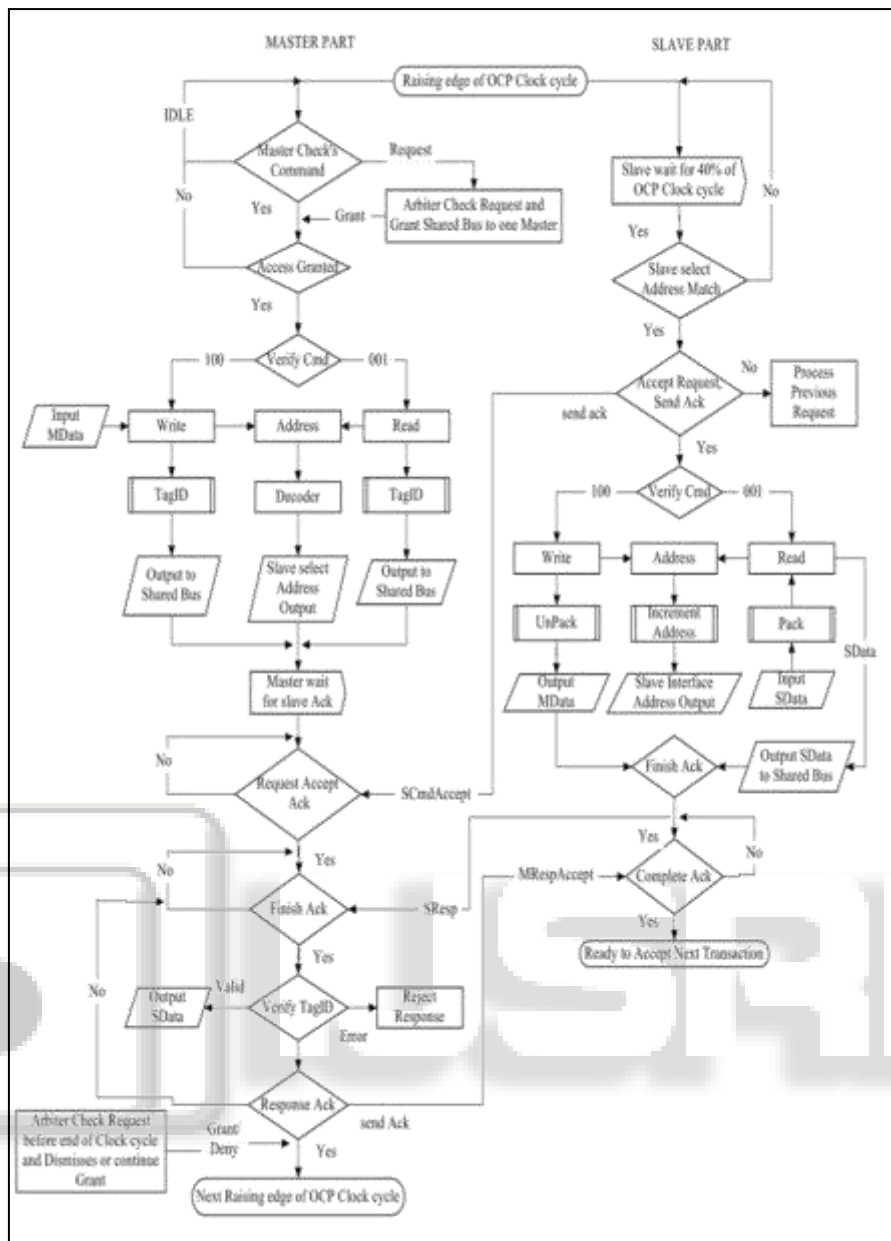 MASTER PART
SLAVE PART
Raising edge of OCP Clock cycle
IDLE
Master Check's
Command
Request
No
Yes
Arbiter Check Request and
Grant Shared Bus to one Master
Grant
Access Granted
Yes
Slave wait for 40% of
OCP Clock cycle
No
Yes
Slave select
Address Match
Yes
100
Verify Cmd
001
Accept Request,
Send Ack
No
Process
Previous
Request
send ack
Yes
Input
MData
Write
Address
Read
TagID
Decoder
TagID
Output to
Shared Bus
Slave select
Address
Output
Output to
Shared Bus
100
Verify Cmd
001
Write
Address
Read
UnPack
Increment
Address
Pack
SData
Output
MData
Slave Interface
Address Output
Input
SData
Master wait
for slave Ack
No
Request Accept
Ack
SCmdAccept
Finish Ack
Output SData
to Shared Bus
Yes
No
Yes
No
Finish Ack
SResp
MRespAccept
Complete Ack
Yes
Yes
Ready to Accept Next Transaction
No
Output
SData
Valid
Verify TagID
Error
Reject
Response
Response Ack
send Ack
Arbiter Check Request
before end of Clock cycle
and Dismisses or continue
Grant
Grant/
Deny
Yes
Next Raising edge of OCP Clock cycle